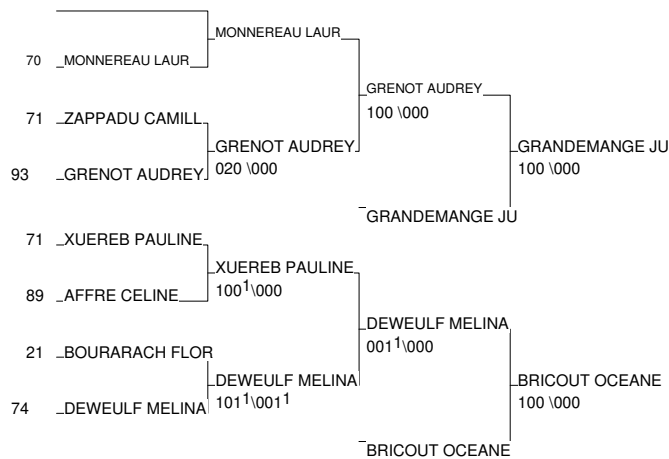 MONNEREAU LAUR
70 MONNEREAU LAUR
GRENOT AUDREY
100 \000
71 ZAPPADU CAMILL
GRENOT AUDREY
020 \000
GRANDEMANGE JU
100 \000
93 GRENOT AUDREY
GRANDEMANGE JU
71 XUEREB PAULINE
XUEREB PAULINE
100¹\000
89 AFFRE CELINE
DEWEULF MELINA
001¹\000
21 BOURARACH FLOR
DEWEULF MELINA
101¹\001¹
BRICOUT OCEANE
100 \000
74 DEWEULF MELINA
BRICOUT OCEANE